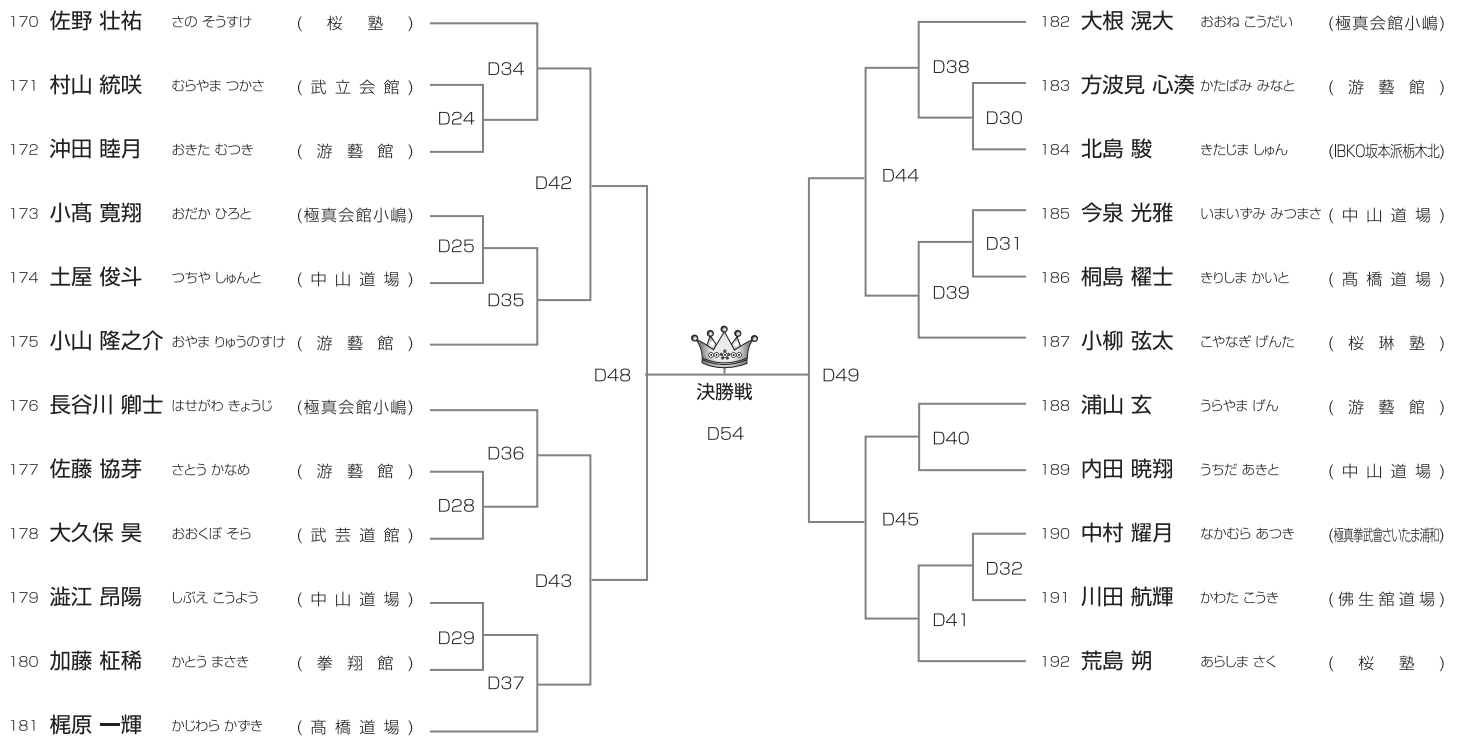 170 佐野 壮祐 さの そうすけ (桜塾)
171 村山 統咲 むらやま つかさ (武立会館)
172 沖田 睦月 おきた むつき (游藝館)
173 小髙 寛翔 おだか ひろと (極真会館小嶋)
174 土屋 俊斗 つちや しゅんと (中山道場)
175 小山 隆之介 おやま りゅうのすけ (游藝館)
176 長谷川 卿士 はせがわ きょうじ (極真会館小嶋)
177 佐藤 協芽 さとう かなめ (游藝館)
178 大久保 昊 おおくぼ そら (武芸道館)
179 澁江 昂陽 しぶえ こうよう (中山道場)
180 加藤 柾稀 かとう まさき (拳翔館)
181 梶原 一輝 かじわら かずき (髙橋道場)
D34
D24
D42
D25
D35
D48
D36
D28
D43
D29
D37
決勝戦
D54
D38
D30
D44
D31
D39
D49
D40
D45
D32
D41
182 大根 滉大 おおね こうだい (極真会館小嶋)
183 方波見 心湊 かたばみ みなと (游藝館)
184 北島 駿 きたじま しゅん (IBKO坂本派栃木北)
185 今泉 光雅 いまいずみ みつまさ (中山道場)
186 桐島 櫂士 きりしま かいと (髙橋道場)
187 小柳 弦太 こやなぎ げんた (桜琳塾)
188 浦山 玄 うらやま げん (游藝館)
189 内田 暁翔 うちだ あきと (中山道場)
190 中村 耀月 なかむら あつき (極真拳武會さいたま浦和)
191 川田 航輝 かわた こうき (佛生舘道場)
192 荒島 朔 あらしま さく (桜塾)